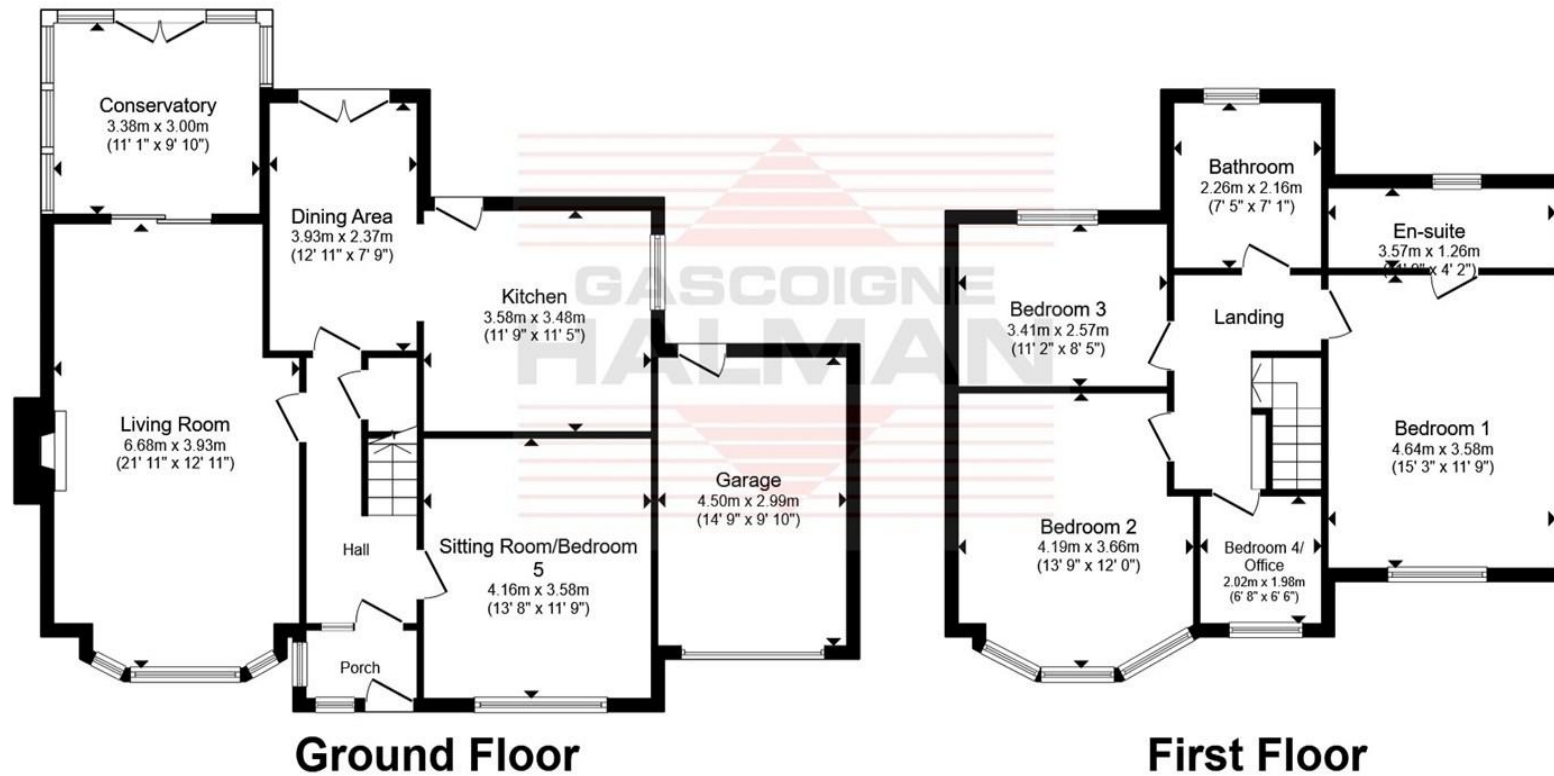 Conservatory
3.38m x 3.00m
(11' 1" x 9' 10")
Dining Area
3.93m x 2.37m
(12' 11" x 7' 9")
Kitchen
3.58m x 3.48m
(11' 9" x 11' 5")
Living Room
6.68m x 3.93m
(21' 11" x 12' 11")
Hall
Sitting Room/Bedroom
5
4.16m x 3.58m
(13' 8" x 11' 9")
Garage
4.50m x 2.99m
(14' 9" x 9' 10")
Porch
Ground Floor
GASCOIGNE
HALMAN
Bathroom
2.26m x 2.16m
(7' 5" x 7' 1")
En-suite
3.57m x 1.26m
x 4' 2")
Bedroom 3
3.41m x 2.57m
(11' 2" x 8' 5")
Landing
Bedroom 1
4.64m x 3.58m
(15' 3" x 11' 9")
Bedroom 2
4.19m x 3.66m
(13' 9" x 12' 0")
Bedroom 4/
Office
2.02m x 1.98m
(6' 8" x 6' 6")
First Floor